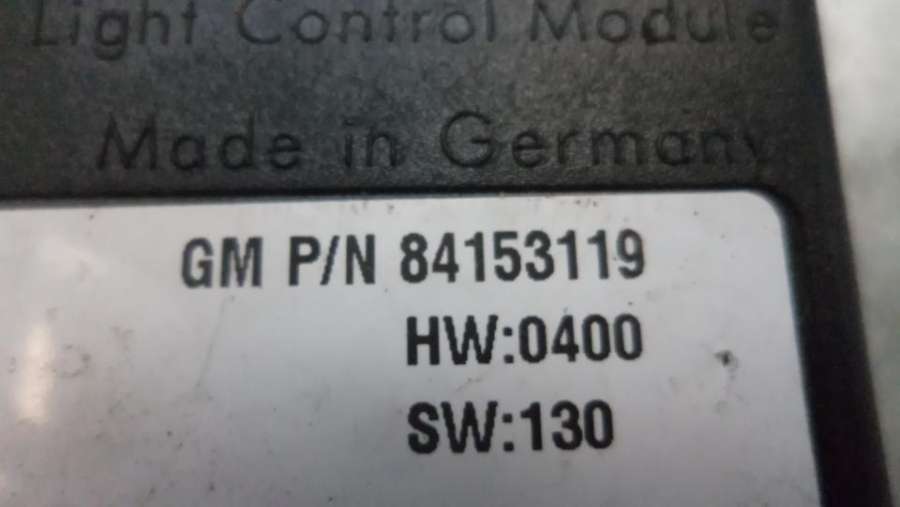 Light Control Module
Made in Germany
GM P/N 84153119
HW:0400
SW:130